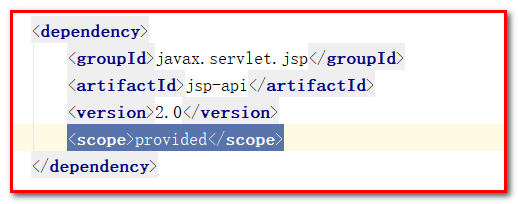 <dependency>
<groupId>javax.servlet.jsp</groupId>
<artifactId>jsp-api</artifactId>
<version>2.0</version>
<scope>provided</scope>
</dependency>